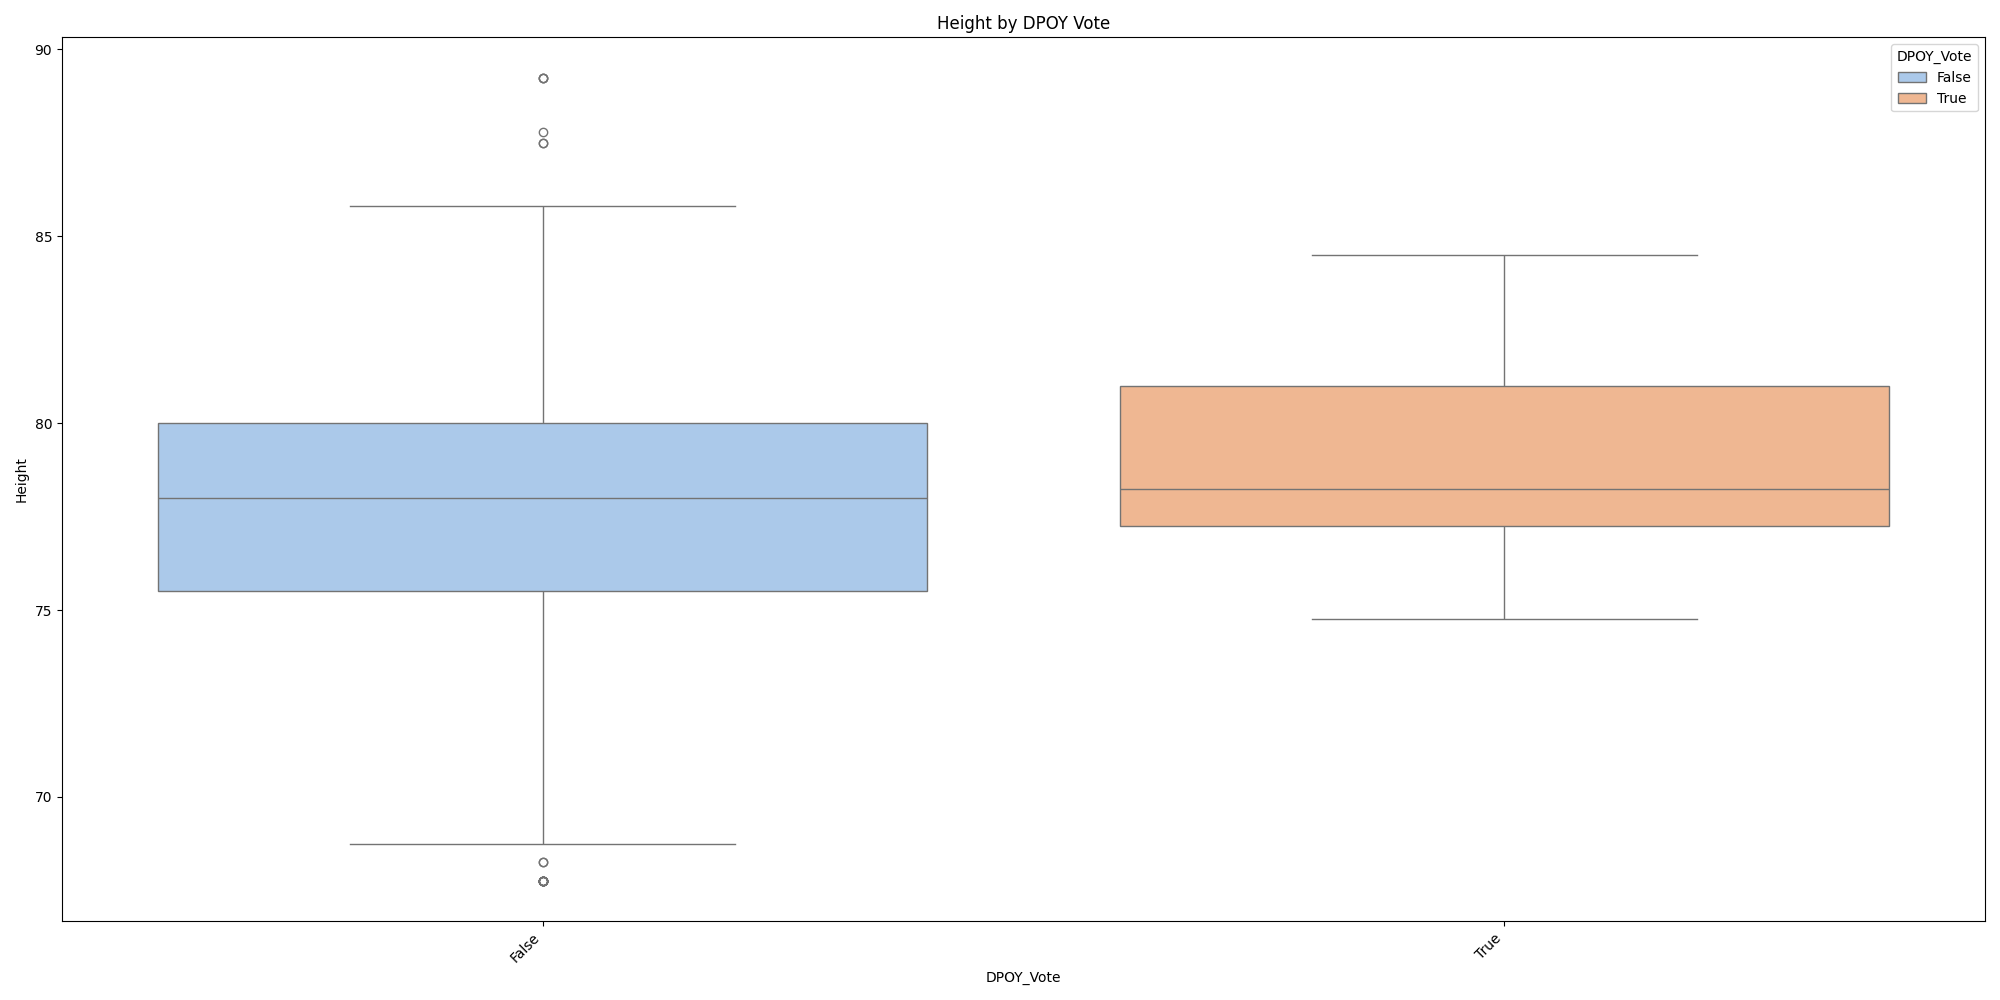 Height by DPOY Vote
90
85
80
75
70
Height
DPOY_Vote
False
True
False
True
DPOY_Vote